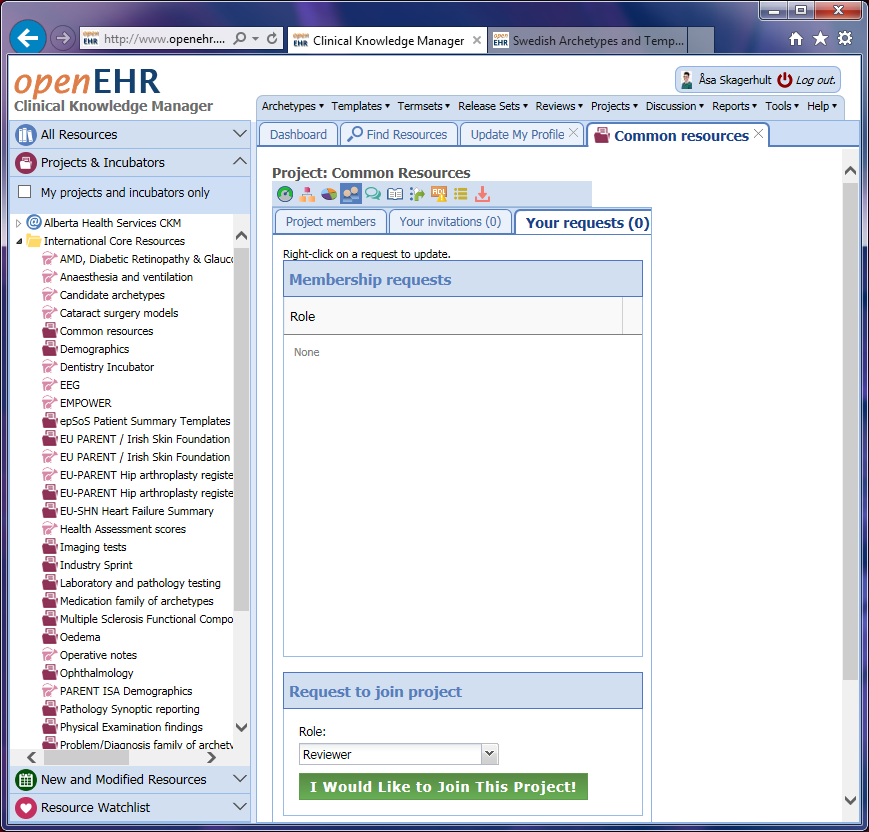 http://www.openehr....
Clinical Knowledge Manager
Swedish Archetypes and Temp...
openEHR
Clinical Knowledge Manager
Åsa Skagerhult Log out.
Archetypes Templates Termsets Release Sets Reviews Projects Discussion Reports Tools Help
All Resources
Projects & Incubators
My projects and incubators only
Alberta Health Services CKM
International Core Resources
AMD, Diabetic Retinopathy & Glauco
Anaesthesia and ventilation
Candidate archetypes
Cataract surgery models
Common resources
Demographics
Dentistry Incubator
EEG
EMPOWER
epSoS Patient Summary Templates
EU PARENT / Irish Skin Foundation
EU PARENT / Irish Skin Foundation
EU-PARENT Hip arthroplasty registe
EU-PARENT Hip arthroplasty registe
EU-SHN Heart Failure Summary
Health Assessment scores
Imaging tests
Industry Sprint
Laboratory and pathology testing
Medication family of archetypes
Multiple Sclerosis Functional Compo
Oedema
Operative notes
Ophthalmology
PARENT ISA Demographics
Pathology Synoptic reporting
Physical Examination findings
Problem/Diagnosis family of archety
New and Modified Resources
Resource Watchlist
Dashboard
Find Resources
Update My Profile
Common resources
Project: Common Resources
ADL
Project members
Your invitations (0)
Your requests (0)
Right-click on a request to update.
Membership requests
Role
None
Request to join project
Role:
Reviewer
I Would Like to Join This Project!